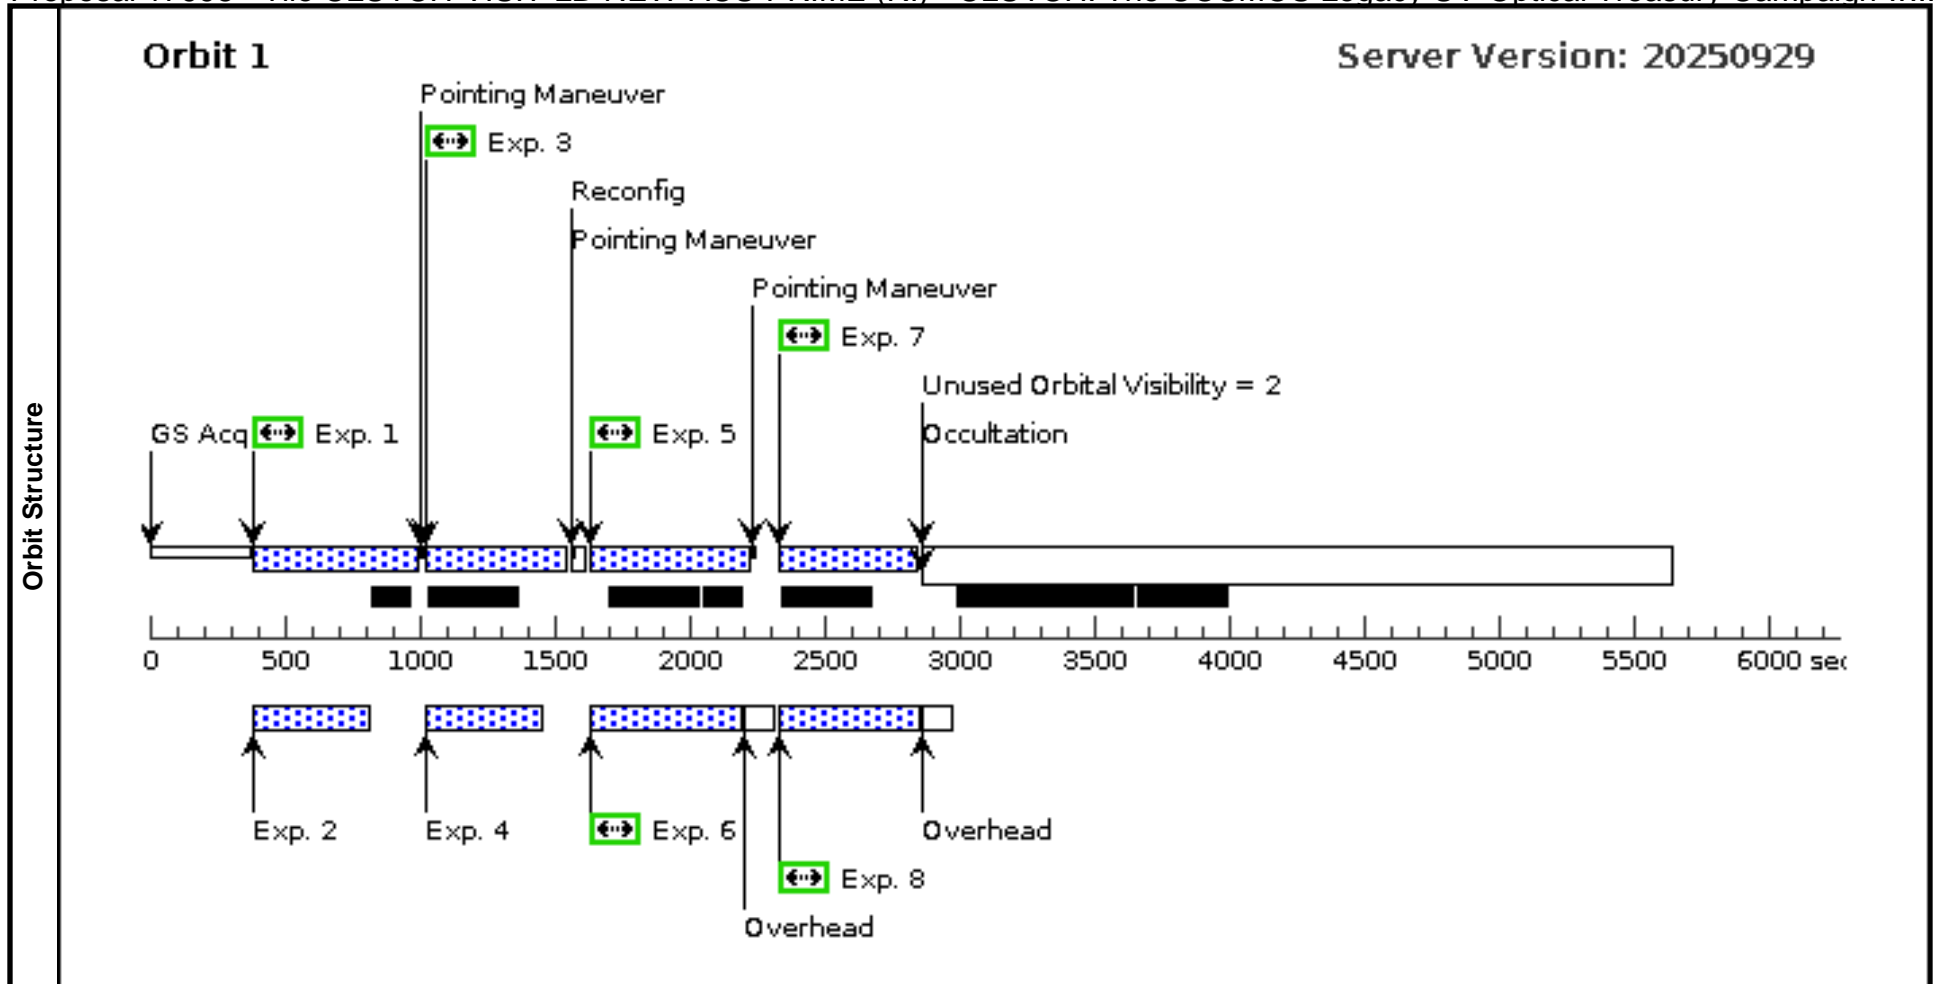 Orbit 1
Server Version: 20250929
Pointing Maneuver
Exp. 3
Reconfig
Pointing Maneuver
Pointing Maneuver
Exp. 7
Unused Orbital Visibility = 2
GS Acq
Exp. 1
Exp. 5
Occultation
Orbit Structure
0 500 1000 1500 2000 2500 3000 3500 4000 4500 5000 5500 6000 sec
Exp. 2
Exp. 4
Exp. 6
Overhead
Exp. 8
Overhead